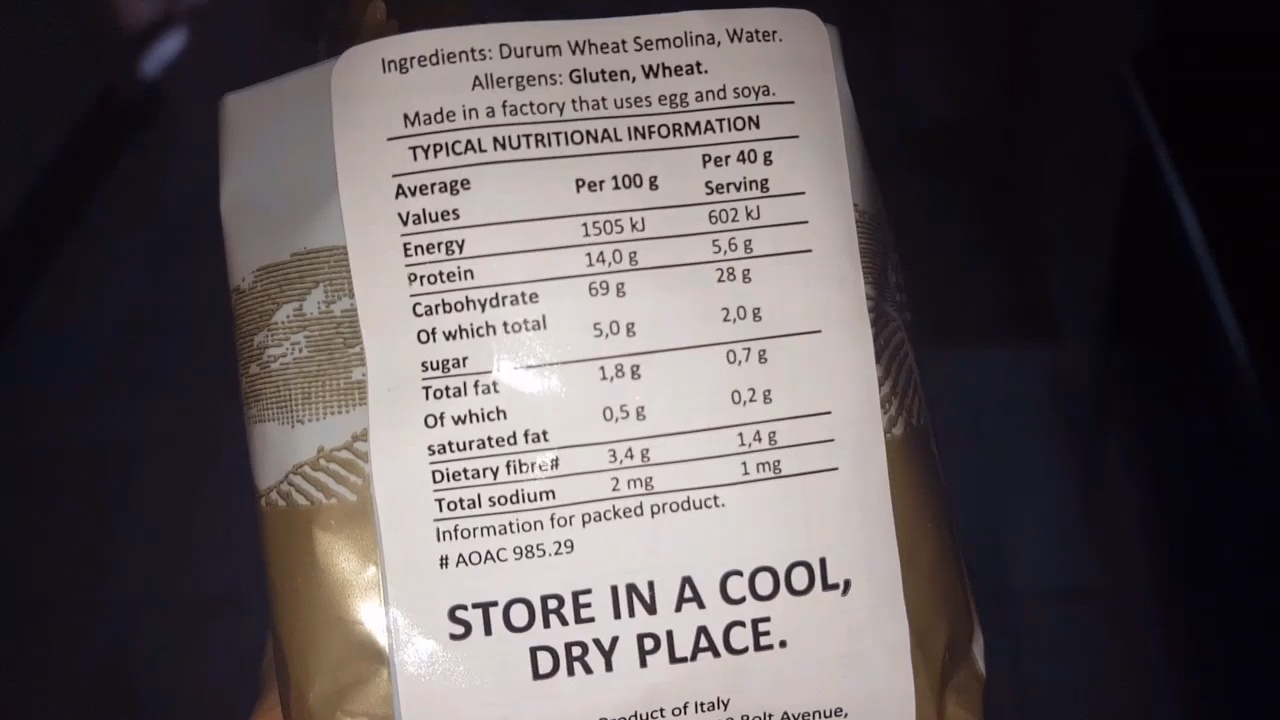 Ingredients: Durum Wheat Semolina, Water.
Allergens: Gluten, Wheat.
Made in a factory that uses egg and soya.
TYPICAL NUTRITIONAL INFORMATION
Average Values Per 100 g Per 40 g Serving
Energy 1505 kJ 602 kJ
Protein 14,0 g 5,6 g
Carbohydrate 69 g 28 g
Of which total sugar 5,0 g 2,0 g
Total fat 1,8 g 0,7 g
Of which saturated fat 0,5 g 0,2 g
Dietary fibre# 3,4 g 1,4 g
Total sodium 2 mg 1 mg
Information for packed product.
# AOAC 985.29
STORE IN A COOL,
DRY PLACE.
Product of Italy
Bolt Avenue,